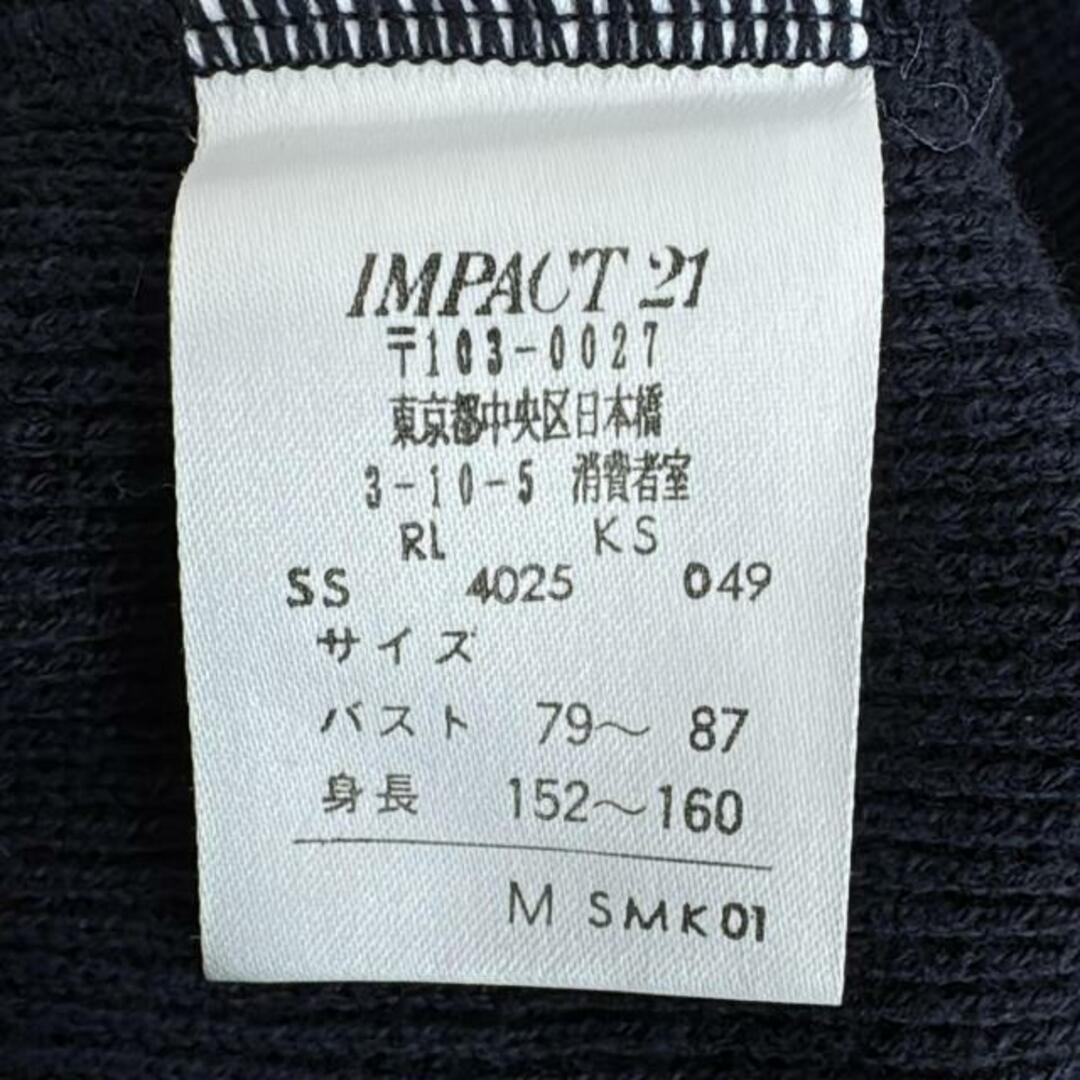 IMPACT 21
〒103-0027
東京都中央区日本橋
3-10-5 消費者室
RL KS
SS 4025 049
サイズ
バスト 79～ 87
身長 152～160
M SMK01